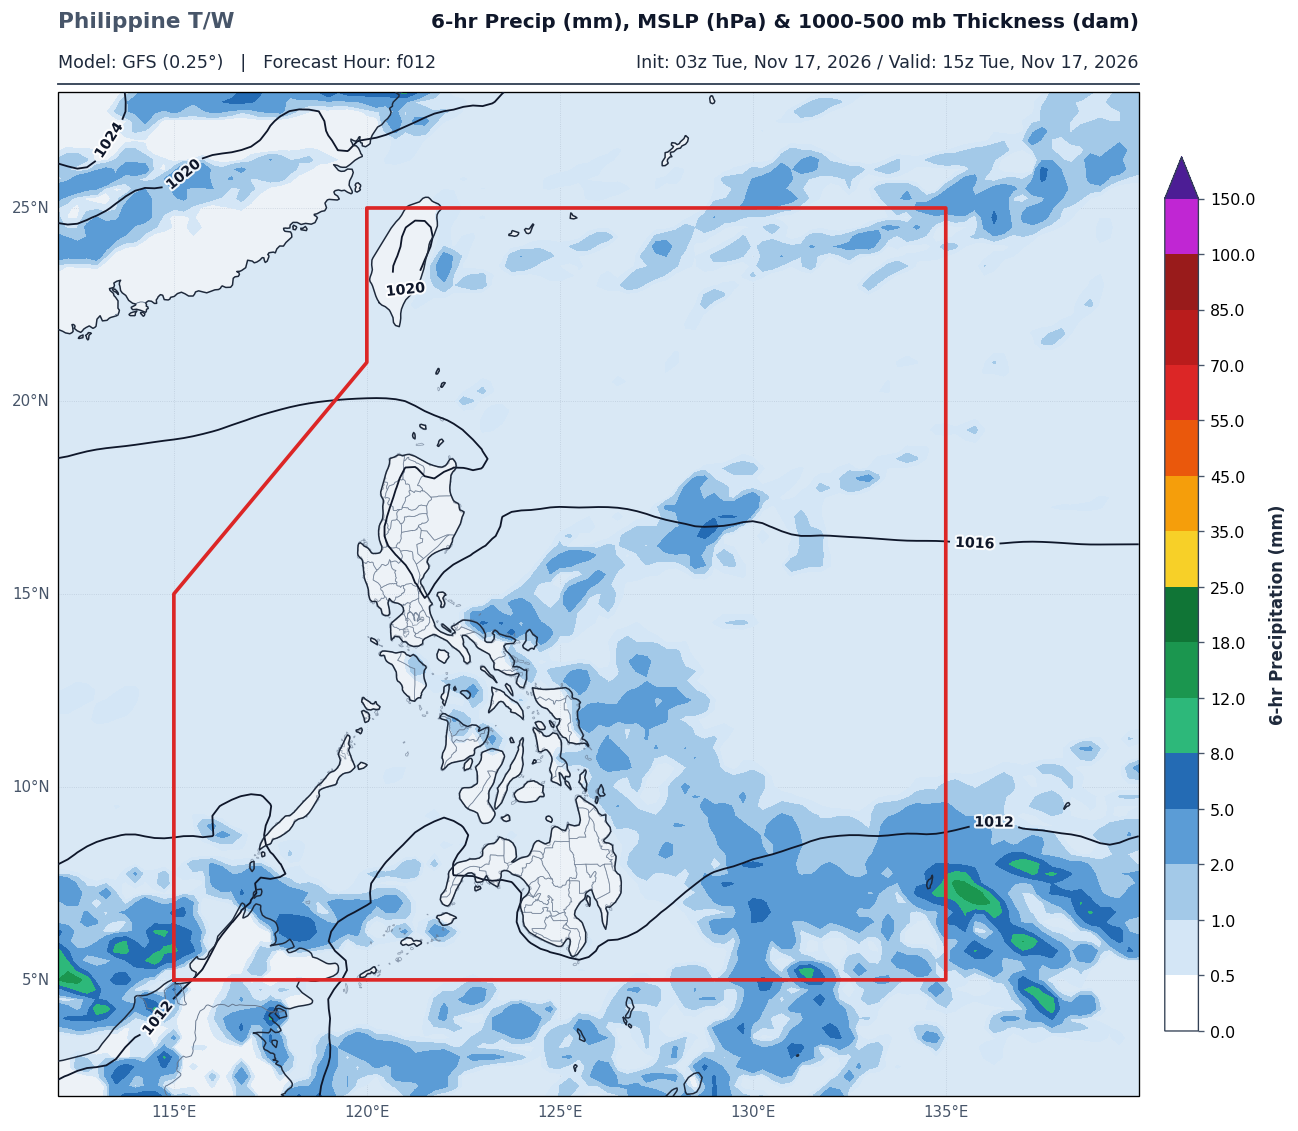 Philippine T/W
6-hr Precip (mm), MSLP (hPa) & 1000-500 mb Thickness (dam)
Model: GFS (0.25°) | Forecast Hour: f012
Init: 03z Tue, Nov 17, 2026 / Valid: 15z Tue, Nov 17, 2026
1024
1020
1020
1016
1012
1012
25°N
20°N
15°N
10°N
5°N
115°E
120°E
125°E
130°E
135°E
150.0
100.0
85.0
70.0
55.0
45.0
35.0
25.0
18.0
12.0
8.0
5.0
2.0
1.0
0.5
0.0
6-hr Precipitation (mm)